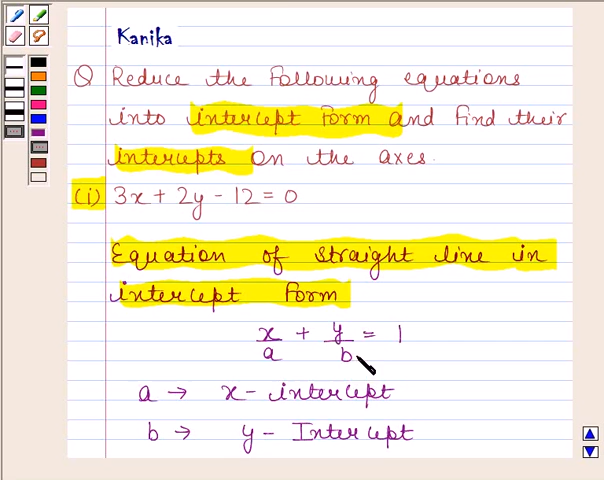 Kanika
Q Reduce the following equations
into intercept form and find their
intercepts on the axes.
(i) 3x + 2y - 12 = 0
Equation of straight line in
intercept form
x/a + y/b = 1
a → x - intercept
b → y - Intercept